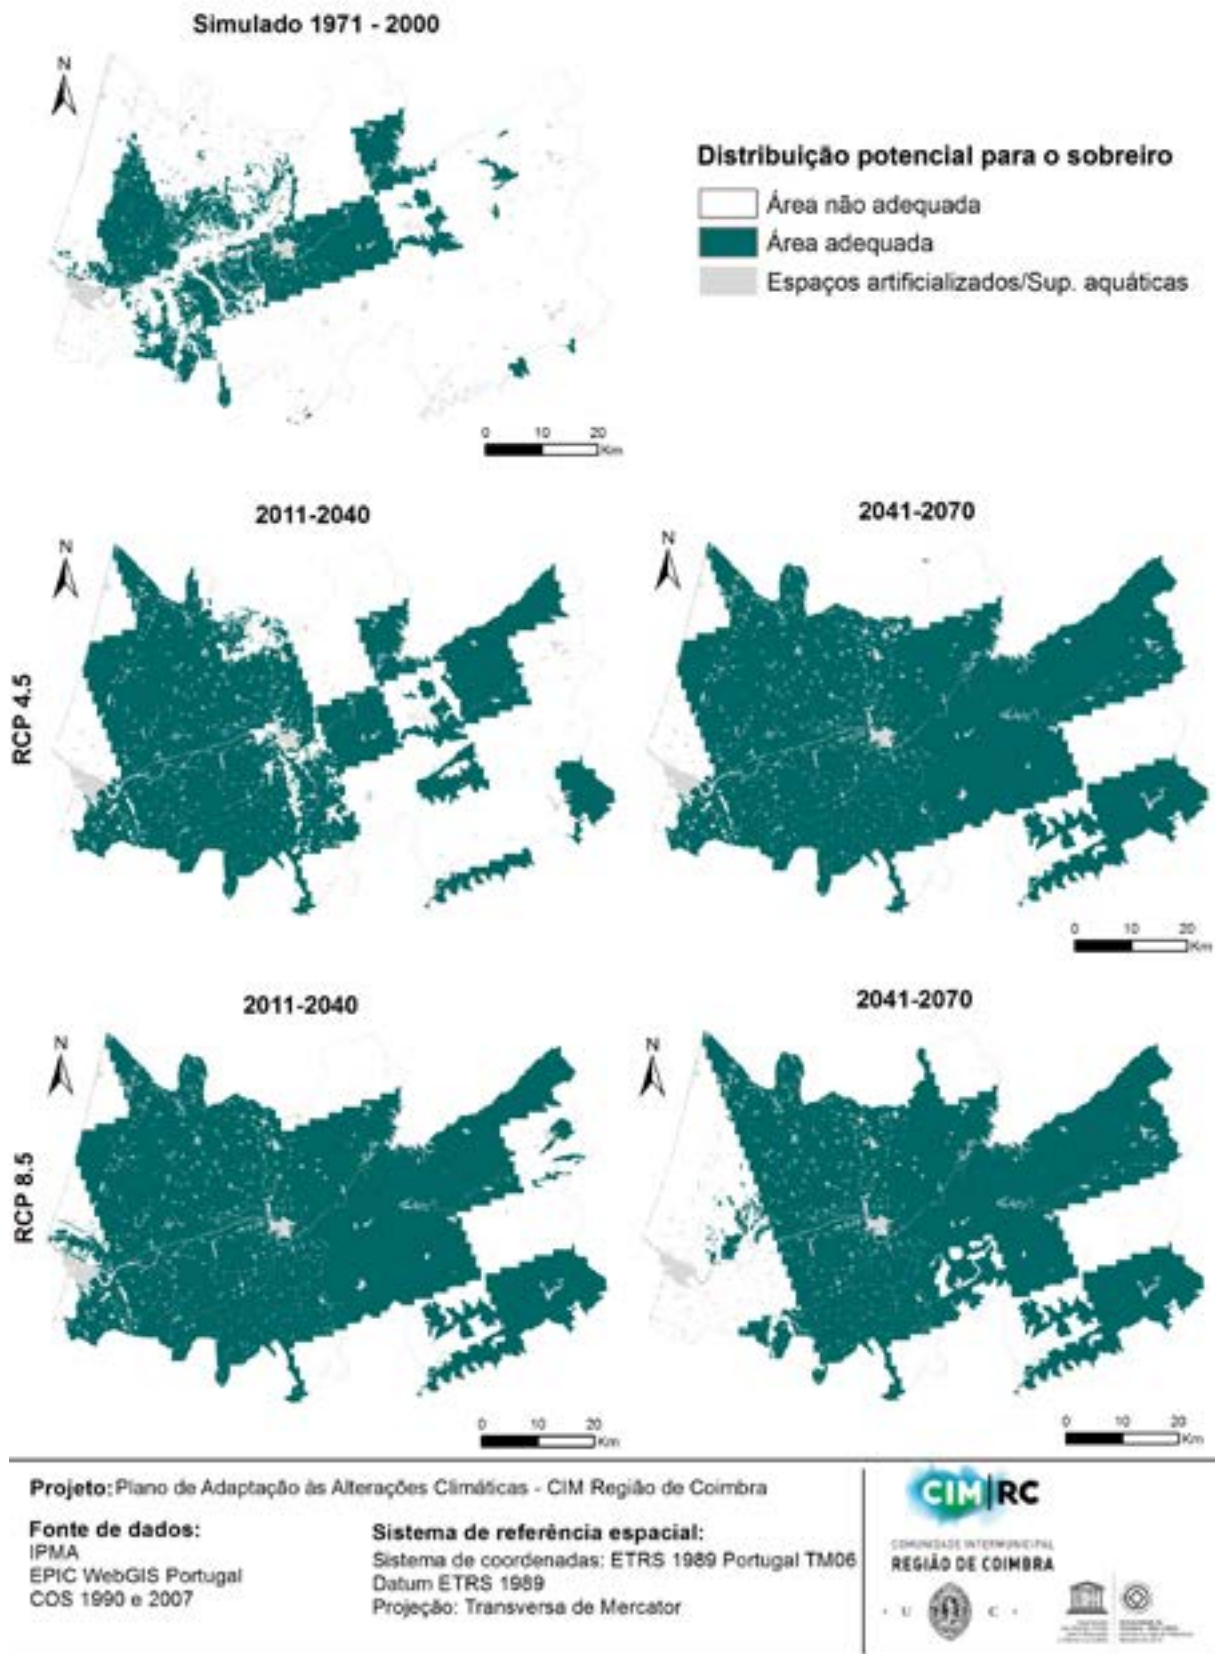 Simulado 1971 - 2000
N
Distribuição potencial para o sobreiro
Área não adequada
Área adequada
Espaços artificializados/Sup. aquáticas
0 10 20
Km
2011-2040
2041-2070
N
N
RCP 4.5
0 10 20
Km
2011-2040
2041-2070
N
N
RCP 8.5
0 10 20
Km
0 10 20
Km
Projeto: Plano de Adaptação às Alterações Climáticas - CIM Região de Coimbra
Fonte de dados:
IPMA
EPIC WebGIS Portugal
COS 1990 e 2007
Sistema de referência espacial:
Sistema de coordenadas: ETRS 1989 Portugal TM06
Datum ETRS 1989
Projeção: Transversa de Mercator
CIM|RC
COMUNIDADE INTERMUNICIPAL
REGIÃO DE COIMBRA
· U C ·